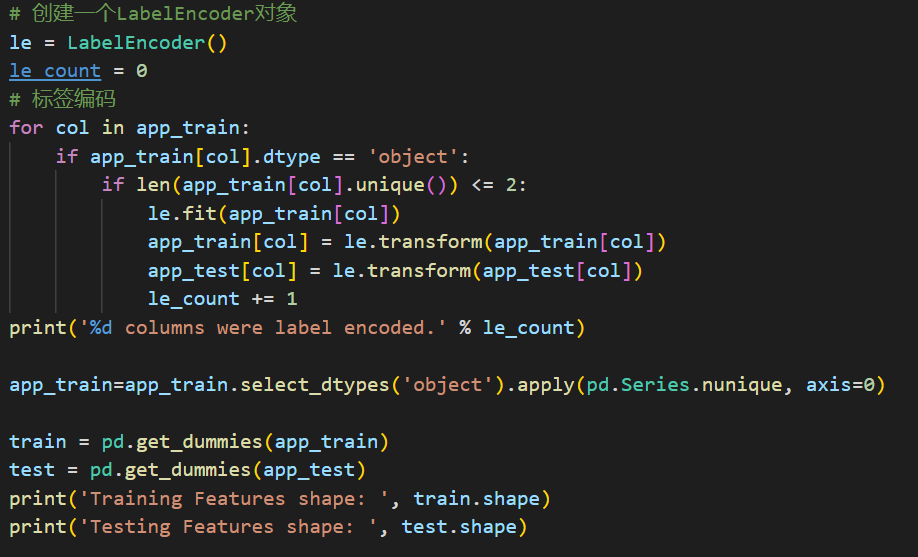 # 创建一个LabelEncoder对象
le = LabelEncoder()
le_count = 0
# 标签编码
for col in app_train:
    if app_train[col].dtype == 'object':
        if len(app_train[col].unique()) <= 2:
            le.fit(app_train[col])
            app_train[col] = le.transform(app_train[col])
            app_test[col] = le.transform(app_test[col])
            le_count += 1
print('%d columns were label encoded.' % le_count)

app_train=app_train.select_dtypes('object').apply(pd.Series.nunique, axis=0)

train = pd.get_dummies(app_train)
test = pd.get_dummies(app_test)
print('Training Features shape: ', train.shape)
print('Testing Features shape: ', test.shape)